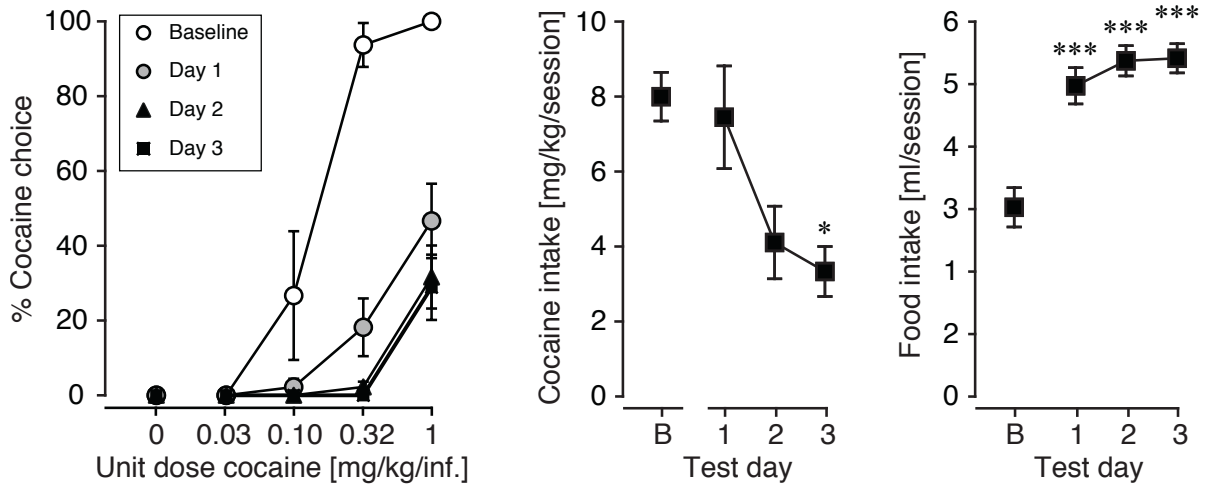 % Cocaine choice
100
80
60
40
20
0
Baseline
Day 1
Day 2
Day 3
0 0.03 0.10 0.32 1
Unit dose cocaine [mg/kg/inf.]
Cocaine intake [mg/kg/session]
10
8
6
4
2
0
*
B 1 2 3
Test day
Food intake [ml/session]
6
5
4
3
1
2
0
*** *** ***
B 1 2 3
Test day